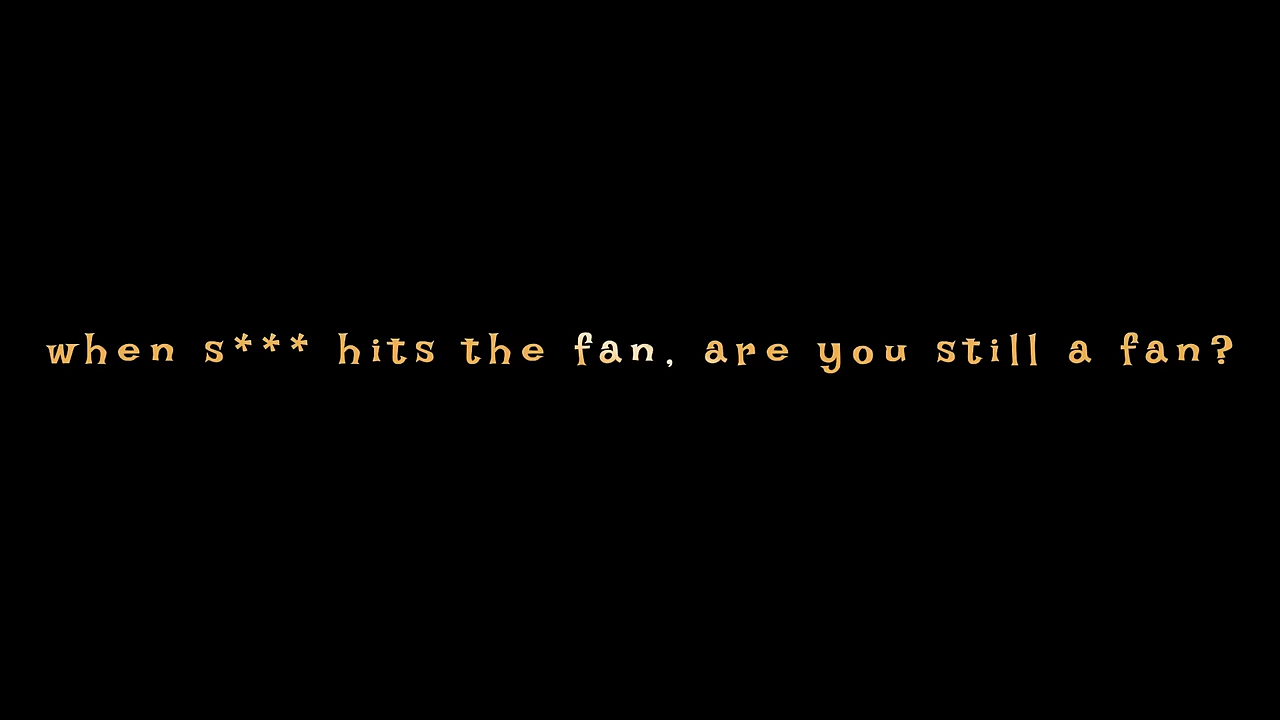 when s*** hits the fan, are you still a fan?